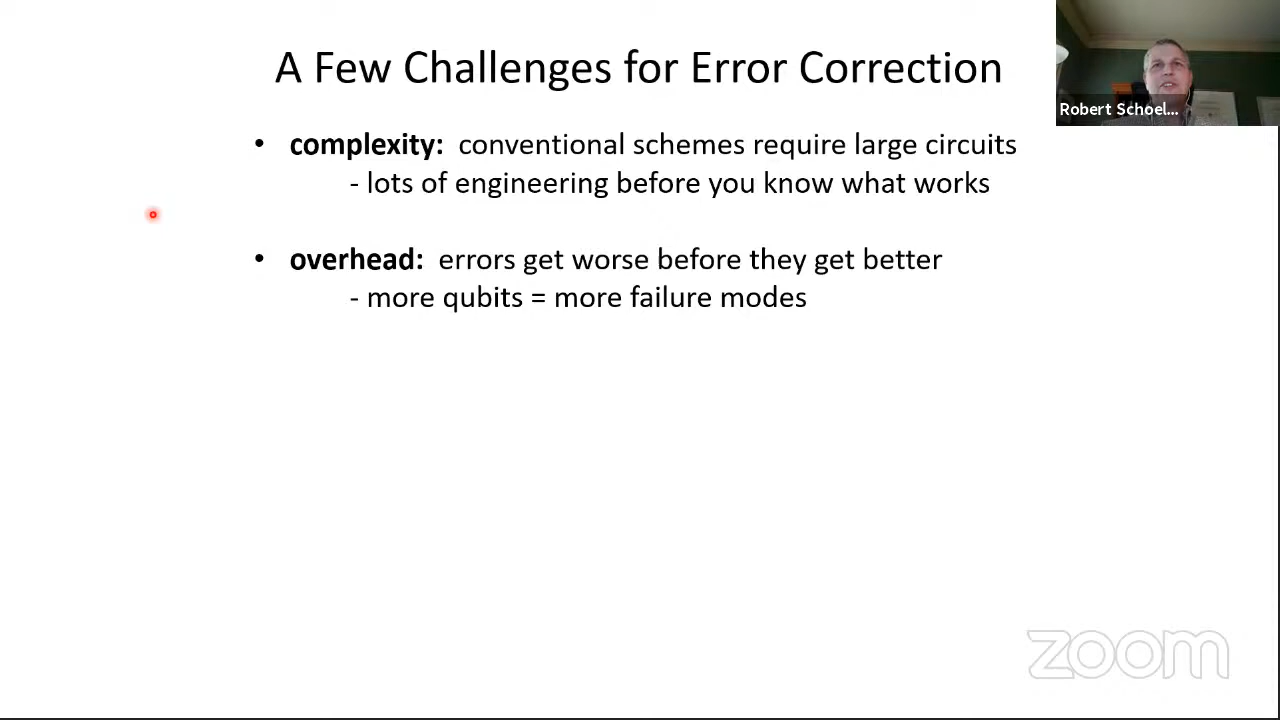 A Few Challenges for Error Correction
Robert Schoel...
• complexity: conventional schemes require large circuits
- lots of engineering before you know what works
• overhead: errors get worse before they get better
- more qubits = more failure modes
zoom